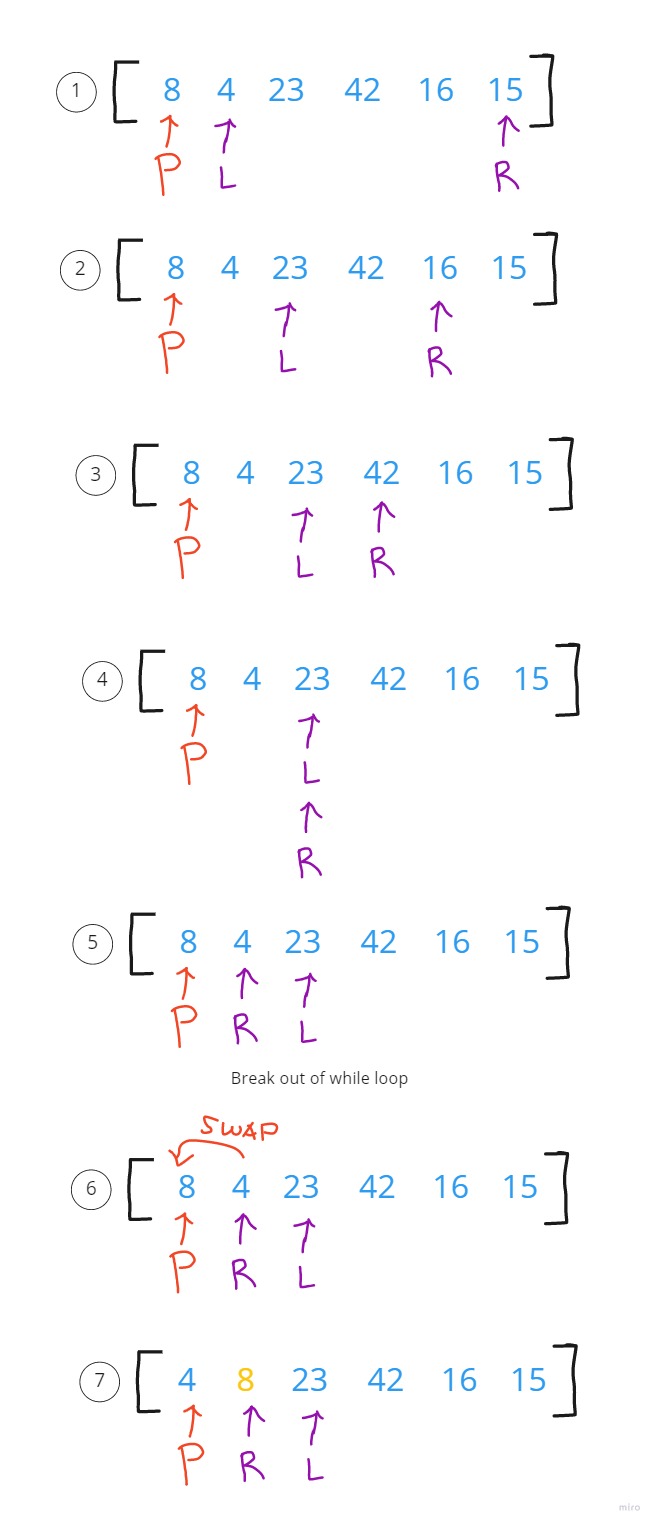 1 [ 8 4 23 42 16 15 ]
P L R
2 [ 8 4 23 42 16 15 ]
P L R
3 [ 8 4 23 42 16 15 ]
P L R
4 [ 8 4 23 42 16 15 ]
P L
R
5 [ 8 4 23 42 16 15 ]
P R L
Break out of while loop
SWAP
6 [ 8 4 23 42 16 15 ]
P R L
7 [ 4 8 23 42 16 15 ]
P R L
miro